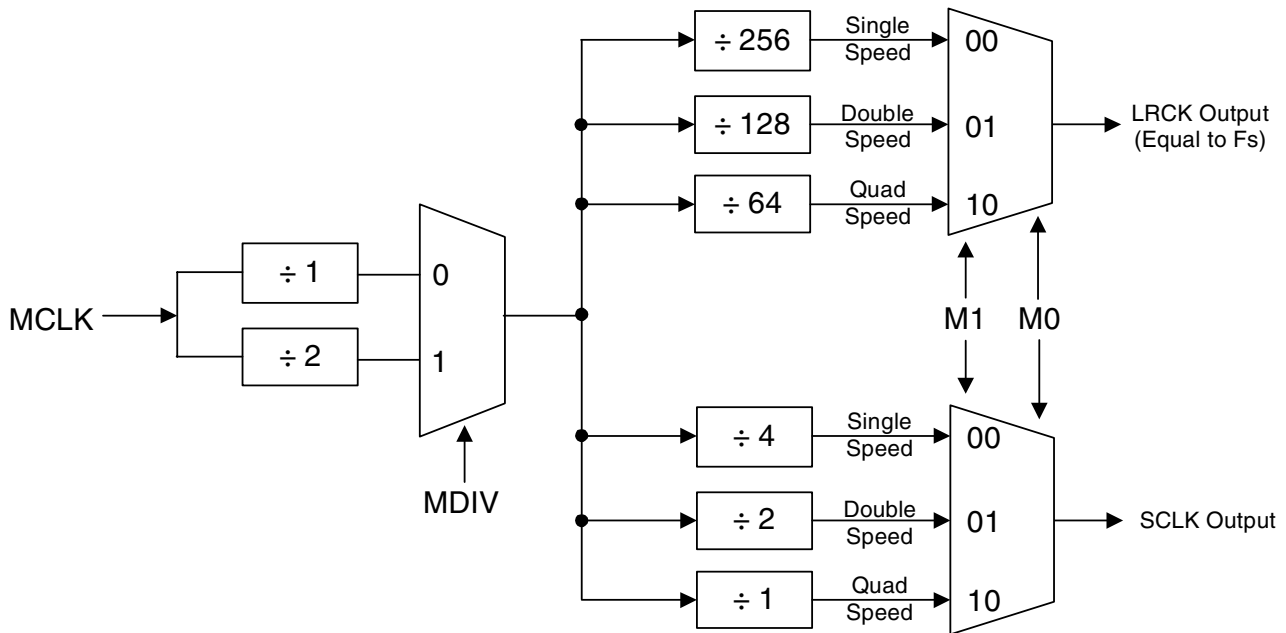 ÷ 256
Single
Speed
00
÷ 128
Double
Speed
01
LRCK Output
(Equal to Fs)
÷ 64
Quad
Speed
10
MCLK
÷ 1
0
÷ 2
1
MDIV
M1
M0
÷ 4
Single
Speed
00
÷ 2
Double
Speed
01
SCLK Output
÷ 1
Quad
Speed
10